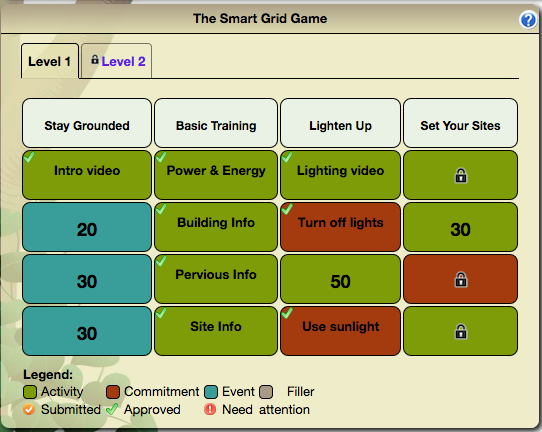 The Smart Grid Game
?
Level 1
Level 2
Stay Grounded Basic Training Lighten Up Set Your Sites
Intro video Power & Energy Lighting video
20 Building Info Turn off lights 30
30 Pervious Info 50
30 Site Info Use sunlight
Legend:
Activity Commitment Event Filler
Submitted Approved Need attention